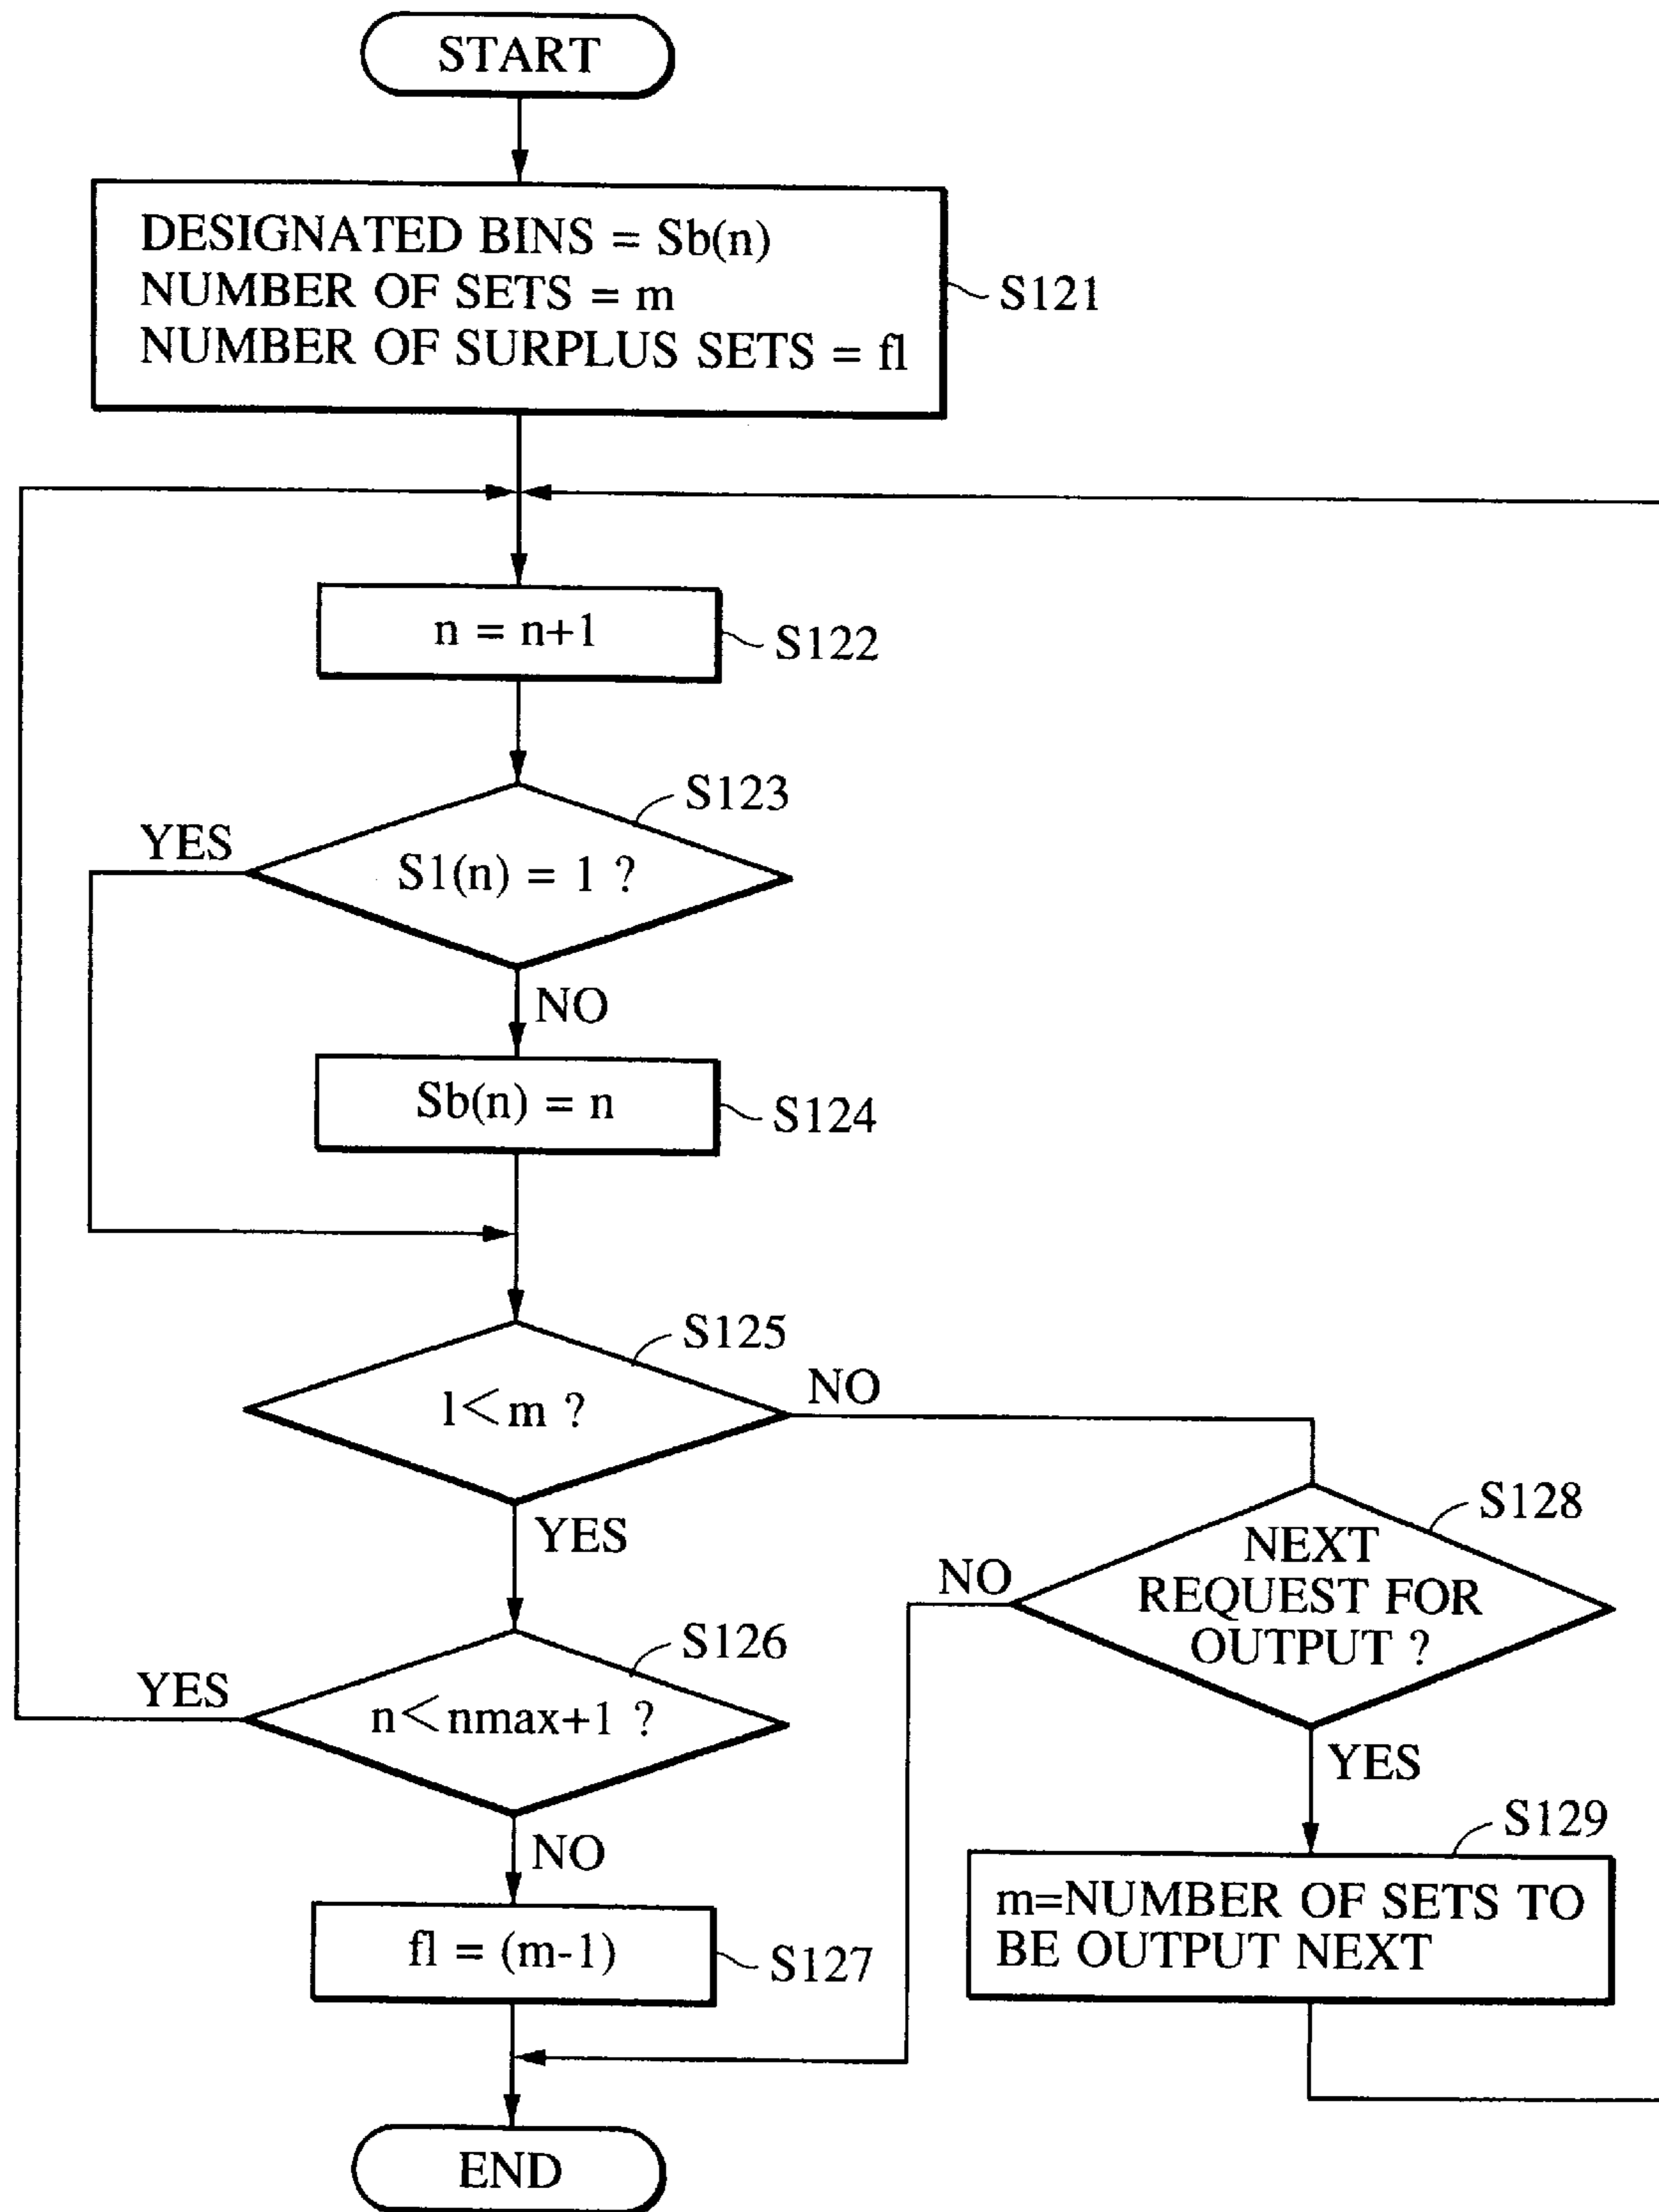 START
DESIGNATED BINS = Sb(n)
NUMBER OF SETS = m
NUMBER OF SURPLUS SETS = fl
S121
n = n+1
S122
S123
YES
S1(n) = 1 ?
NO
Sb(n) = n
S124
S125
l<m ?
NO
YES
S128
NEXT
REQUEST FOR
OUTPUT ?
NO
S126
YES
n<nmax+1 ?
YES
S129
NO
m=NUMBER OF SETS TO
BE OUTPUT NEXT
fl = (m-1)
S127
END